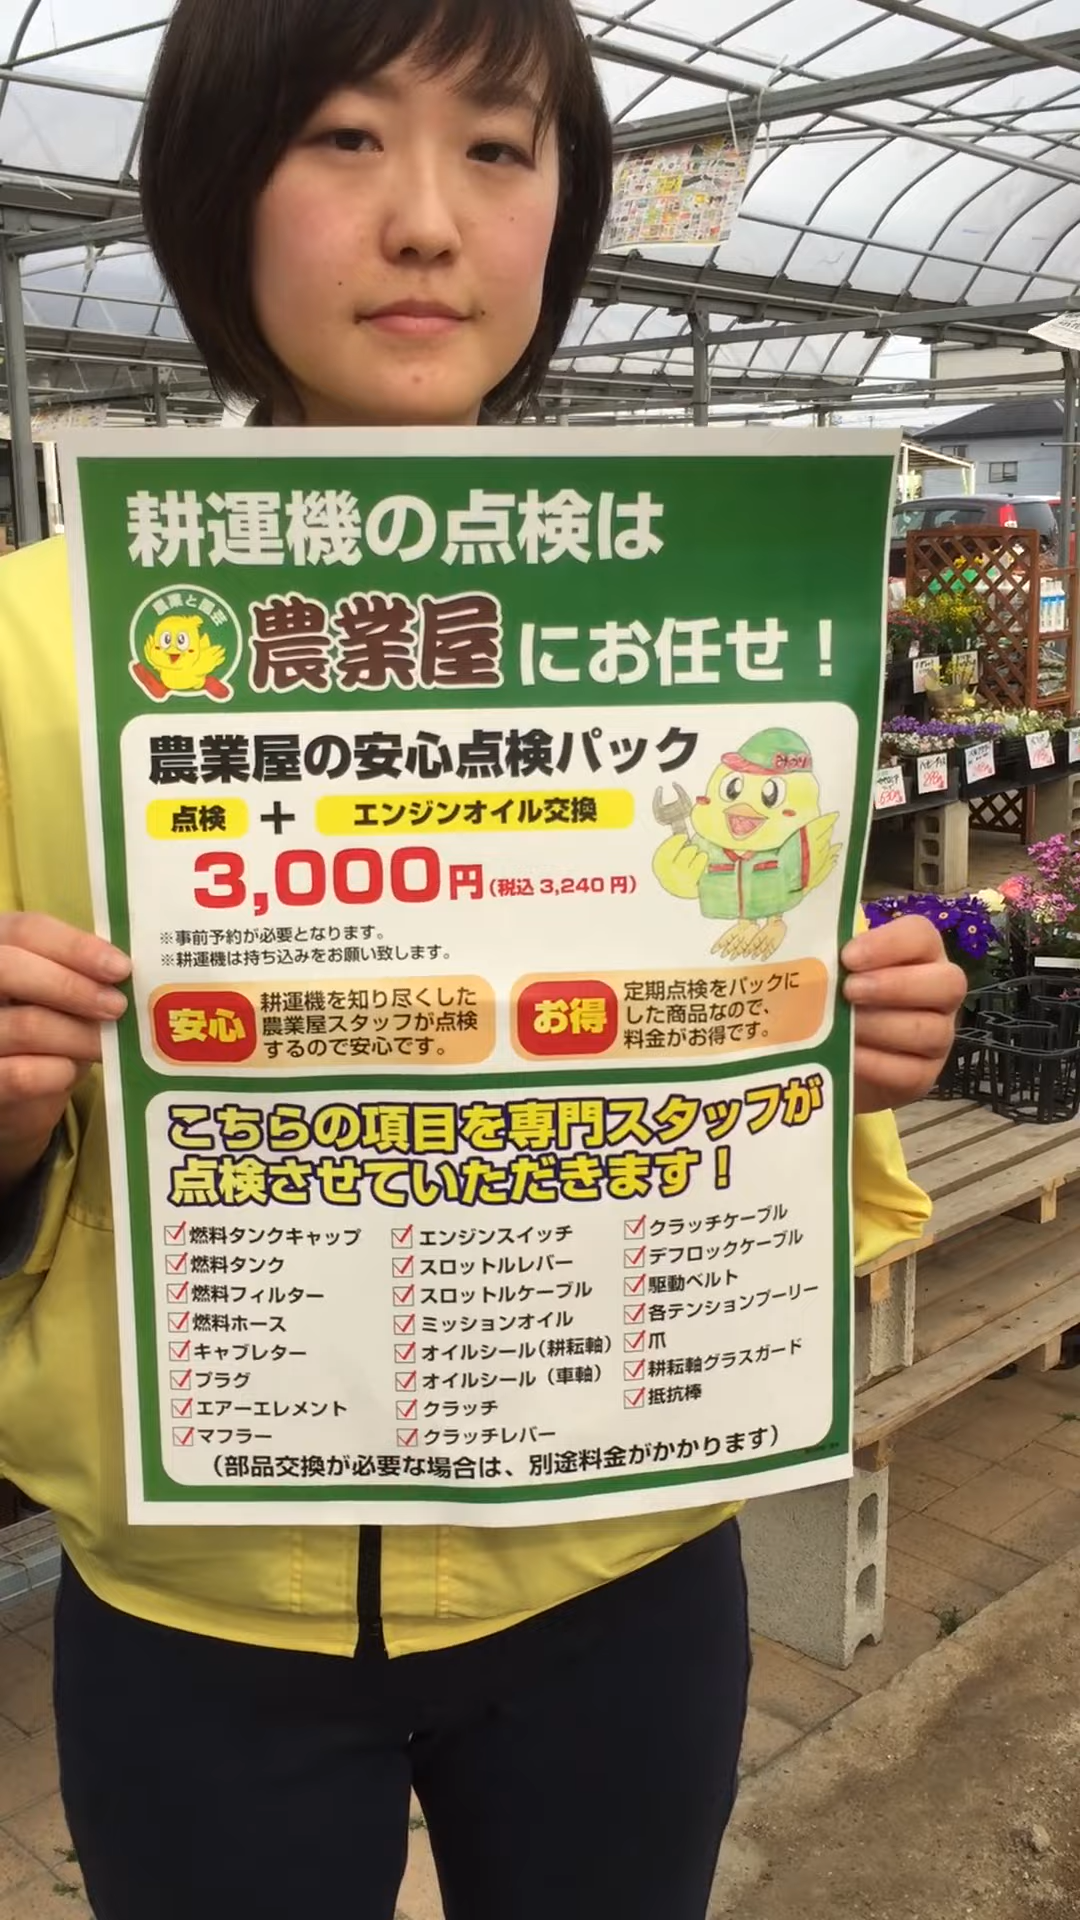 耕運機の点検は
農業と園芸
農業屋にお任せ！
農業屋の安心点検パック
点検 ＋ エンジンオイル交換
3,000円(税込 3,240 円)
※事前予約が必要となります。
※耕運機は持ち込みをお願い致します。
安心
耕運機を知り尽くした
農業屋スタッフが点検
するので安心です。
お得
定期点検をパックに
した商品なので、
料金がお得です。
こちらの項目を専門スタッフが
点検させていただきます！
燃料タンクキャップ
燃料タンク
燃料フィルター
燃料ホース
キャブレター
プラグ
エアーエレメント
マフラー
エンジンスイッチ
スロットルレバー
スロットルケーブル
ミッションオイル
オイルシール（耕耘軸）
オイルシール（車軸）
クラッチ
クラッチレバー
クラッチケーブル
デフロックケーブル
駆動ベルト
各テンションプーリー
爪
耕耘軸グラスガード
抵抗棒
（部品交換が必要な場合は、別途料金がかかります）